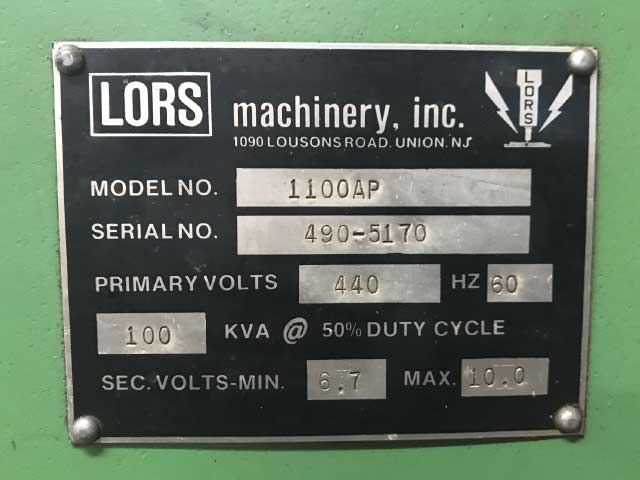 LORS machinery, inc. LORS
1090 LOUSONS ROAD. UNION. NJ
MODEL NO. 1100AP
SERIAL NO. 490-5170
PRIMARY VOLTS 440 HZ 60
100 KVA @ 50% DUTY CYCLE
SEC. VOLTS-MIN. 6.7 MAX. 10.0